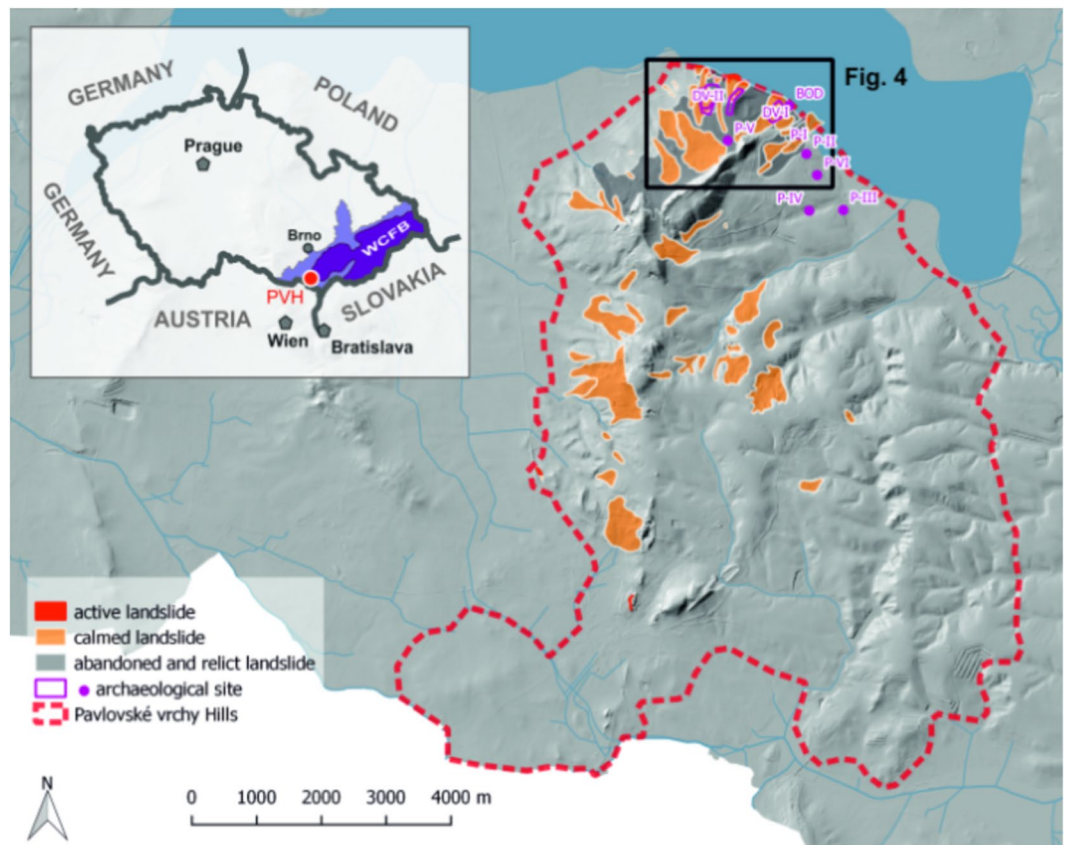 GERMANY
POLAND
Prague
GERMANY
Brno
WCFB
PVH
SLOVAKIA
AUSTRIA
Wien
Bratislava
Fig. 4
DV-II
BOD
DV-I
P-V
P-I
P-II
P-VI
P-IV
P-III
active landslide
calmed landslide
abandoned and relict landslide
archaeological site
Pavlovské vrchy Hills
N
0 1000 2000 3000 4000 m